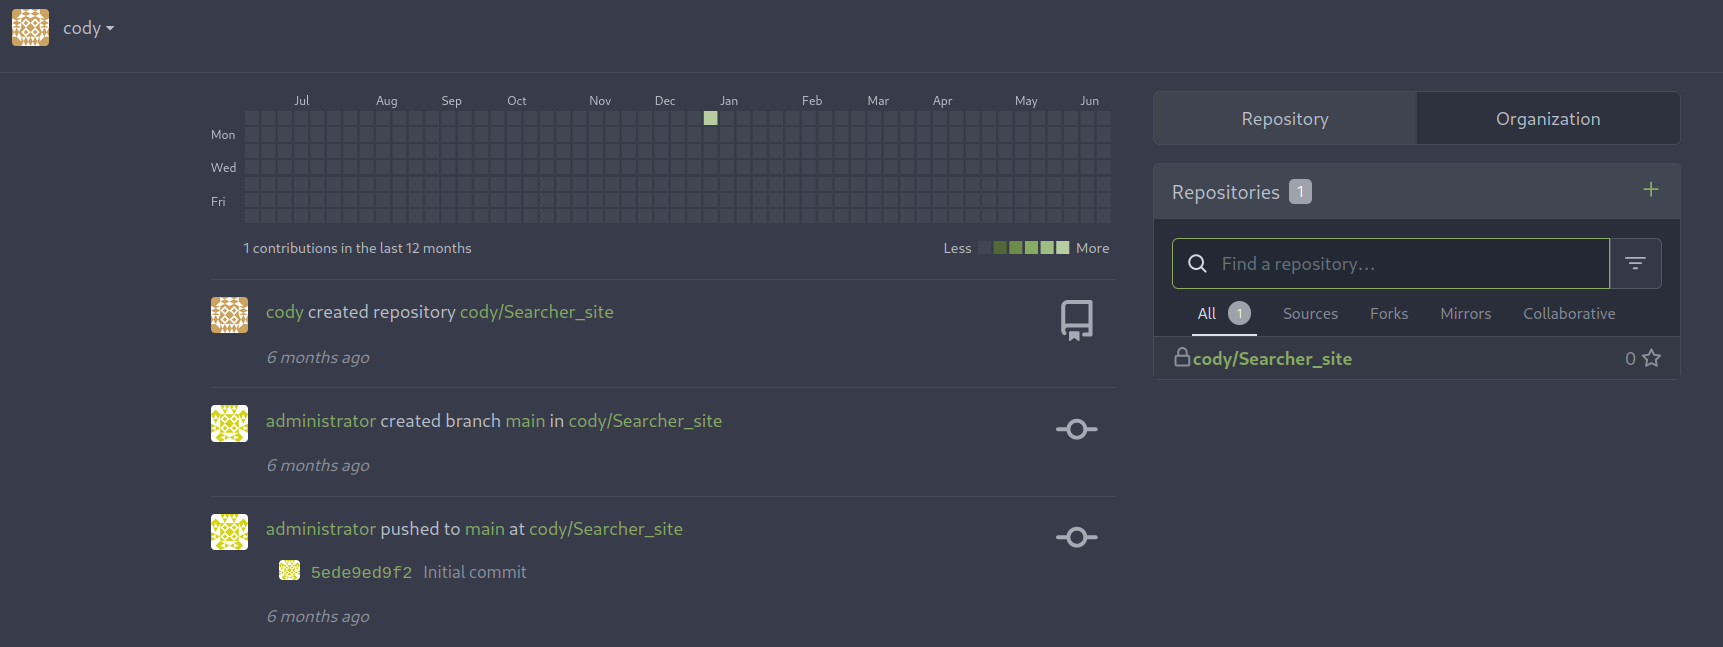 cody
Jul Aug Sep Oct Nov Dec Jan Feb Mar Apr May Jun
Mon
Wed
Fri
1 contributions in the last 12 months
Less More
cody created repository cody/Searcher_site
6 months ago
administrator created branch main in cody/Searcher_site
6 months ago
administrator pushed to main at cody/Searcher_site
5ede9ed9f2 Initial commit
6 months ago
Repository Organization
Repositories 1
Find a repository...
All 1 Sources Forks Mirrors Collaborative
cody/Searcher_site 0